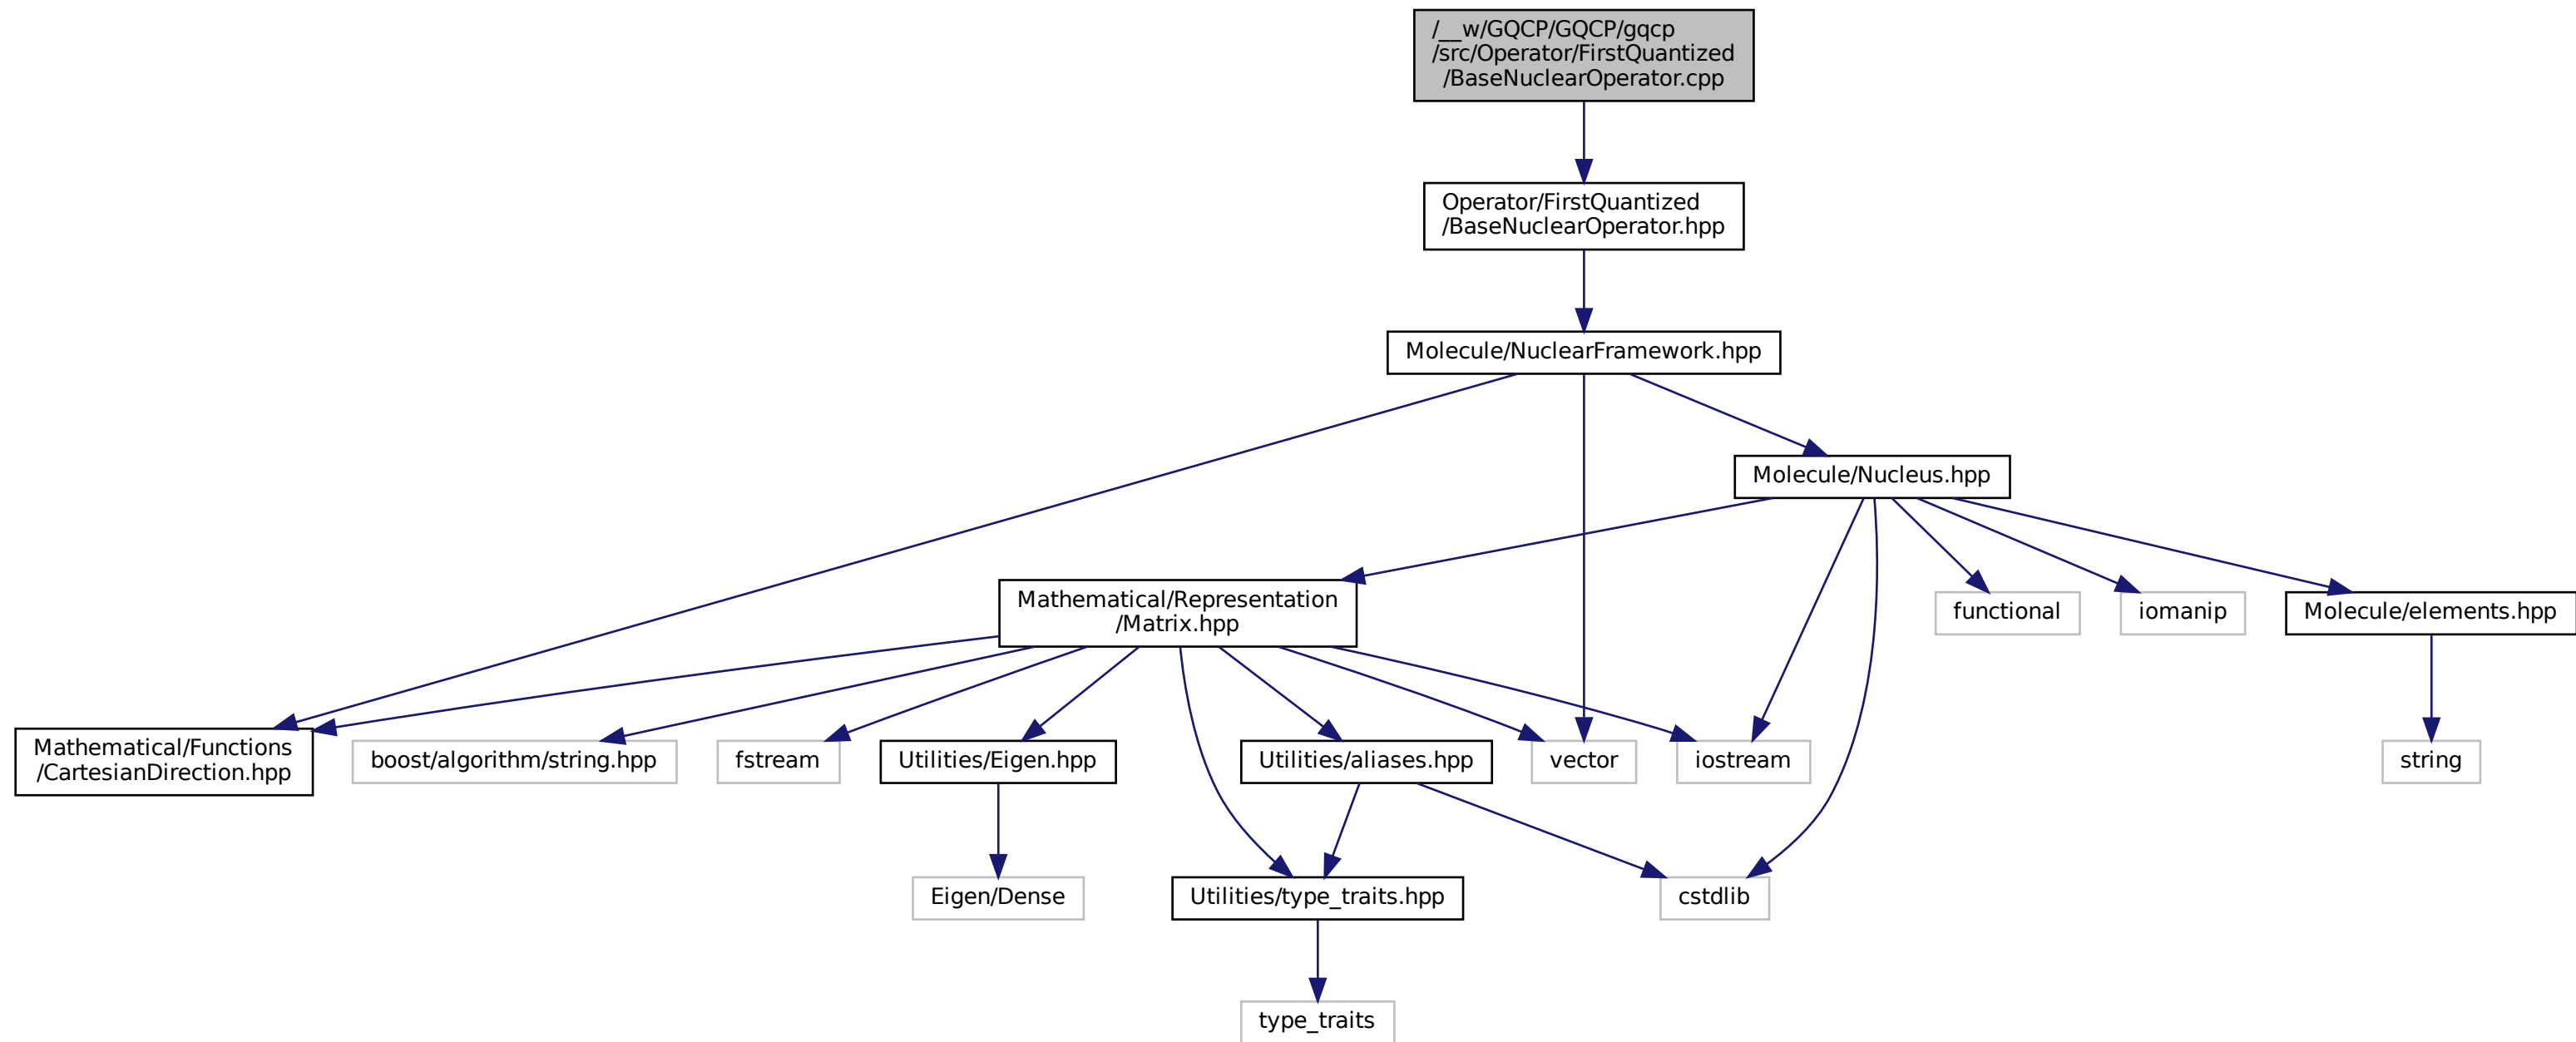 /__w/GQCP/GQCP/gqcp
/src/Operator/FirstQuantized
/BaseNuclearOperator.cpp
Operator/FirstQuantized
/BaseNuclearOperator.hpp
Molecule/NuclearFramework.hpp
Molecule/Nucleus.hpp
Mathematical/Representation
/Matrix.hpp
functional
iomanip
Molecule/elements.hpp
Mathematical/Functions
/CartesianDirection.hpp
boost/algorithm/string.hpp
fstream
Utilities/Eigen.hpp
Utilities/aliases.hpp
vector
iostream
string
Eigen/Dense
Utilities/type_traits.hpp
cstdlib
type_traits